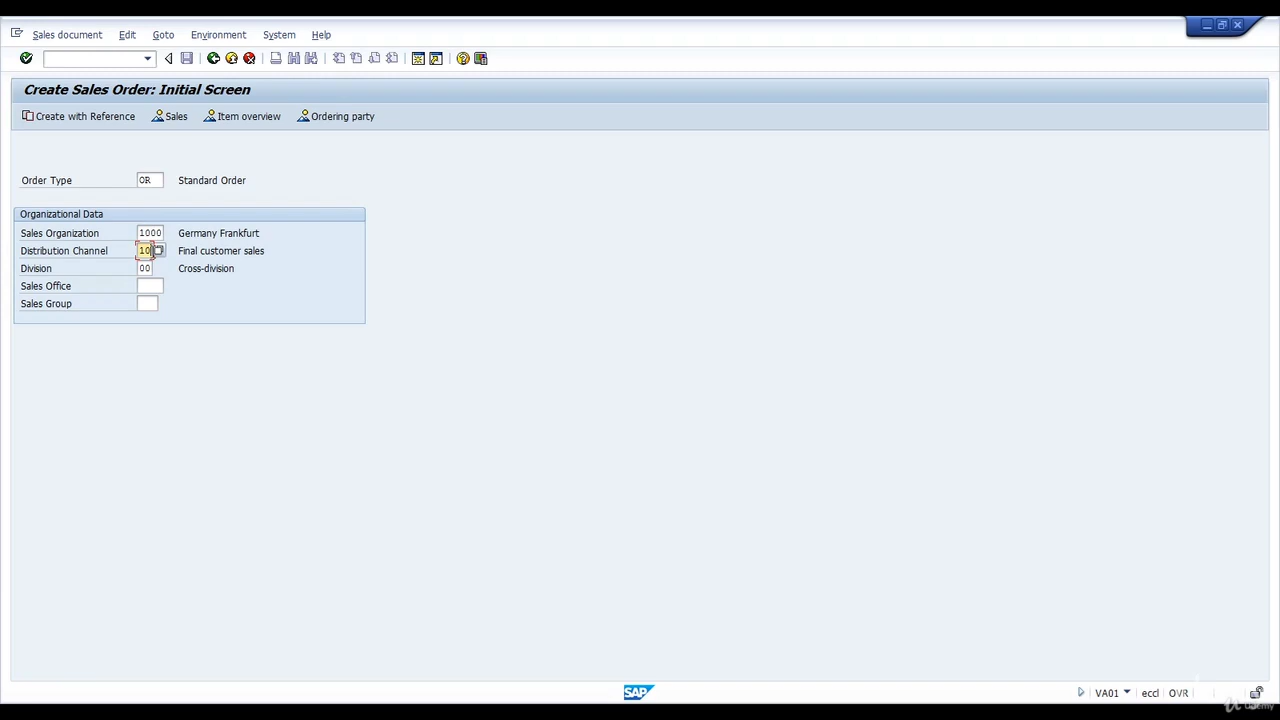 Sales document Edit Goto Environment System Help
Create Sales Order: Initial Screen
Create with Reference Sales Item overview Ordering party
Order Type OR Standard Order
Organizational Data
Sales Organization 1000 Germany Frankfurt
Distribution Channel 10 Final customer sales
Division 00 Cross-division
Sales Office
Sales Group
SAP VA01 eccl OVR
Udemy